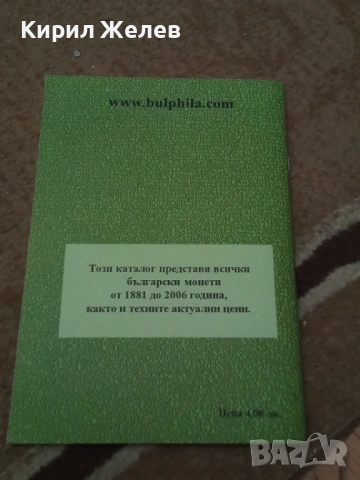 Кирил Желев
www.bulphila.com
Този каталог представя всички
български монети
от 1881 до 2006 година,
както и техните актуални цени.
Цена 4.00 лв.
BAZAR